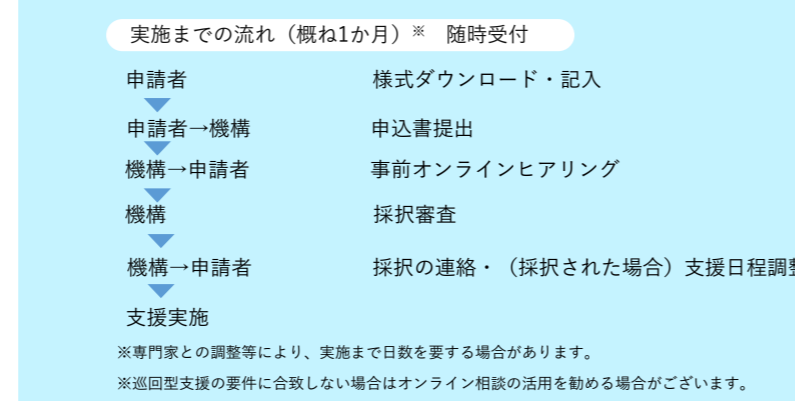 実施までの流れ（概ね1か月）※　随時受付
申請者　様式ダウンロード・記入
申請者→機構　申込書提出
機構→申請者　事前オンラインヒアリング
機構　採択審査
機構→申請者　採択の連絡・（採択された場合）支援日程調
支援実施
※専門家との調整等により、実施まで日数を要する場合があります。
※巡回型支援の要件に合致しない場合はオンライン相談の活用を勧める場合がございます。